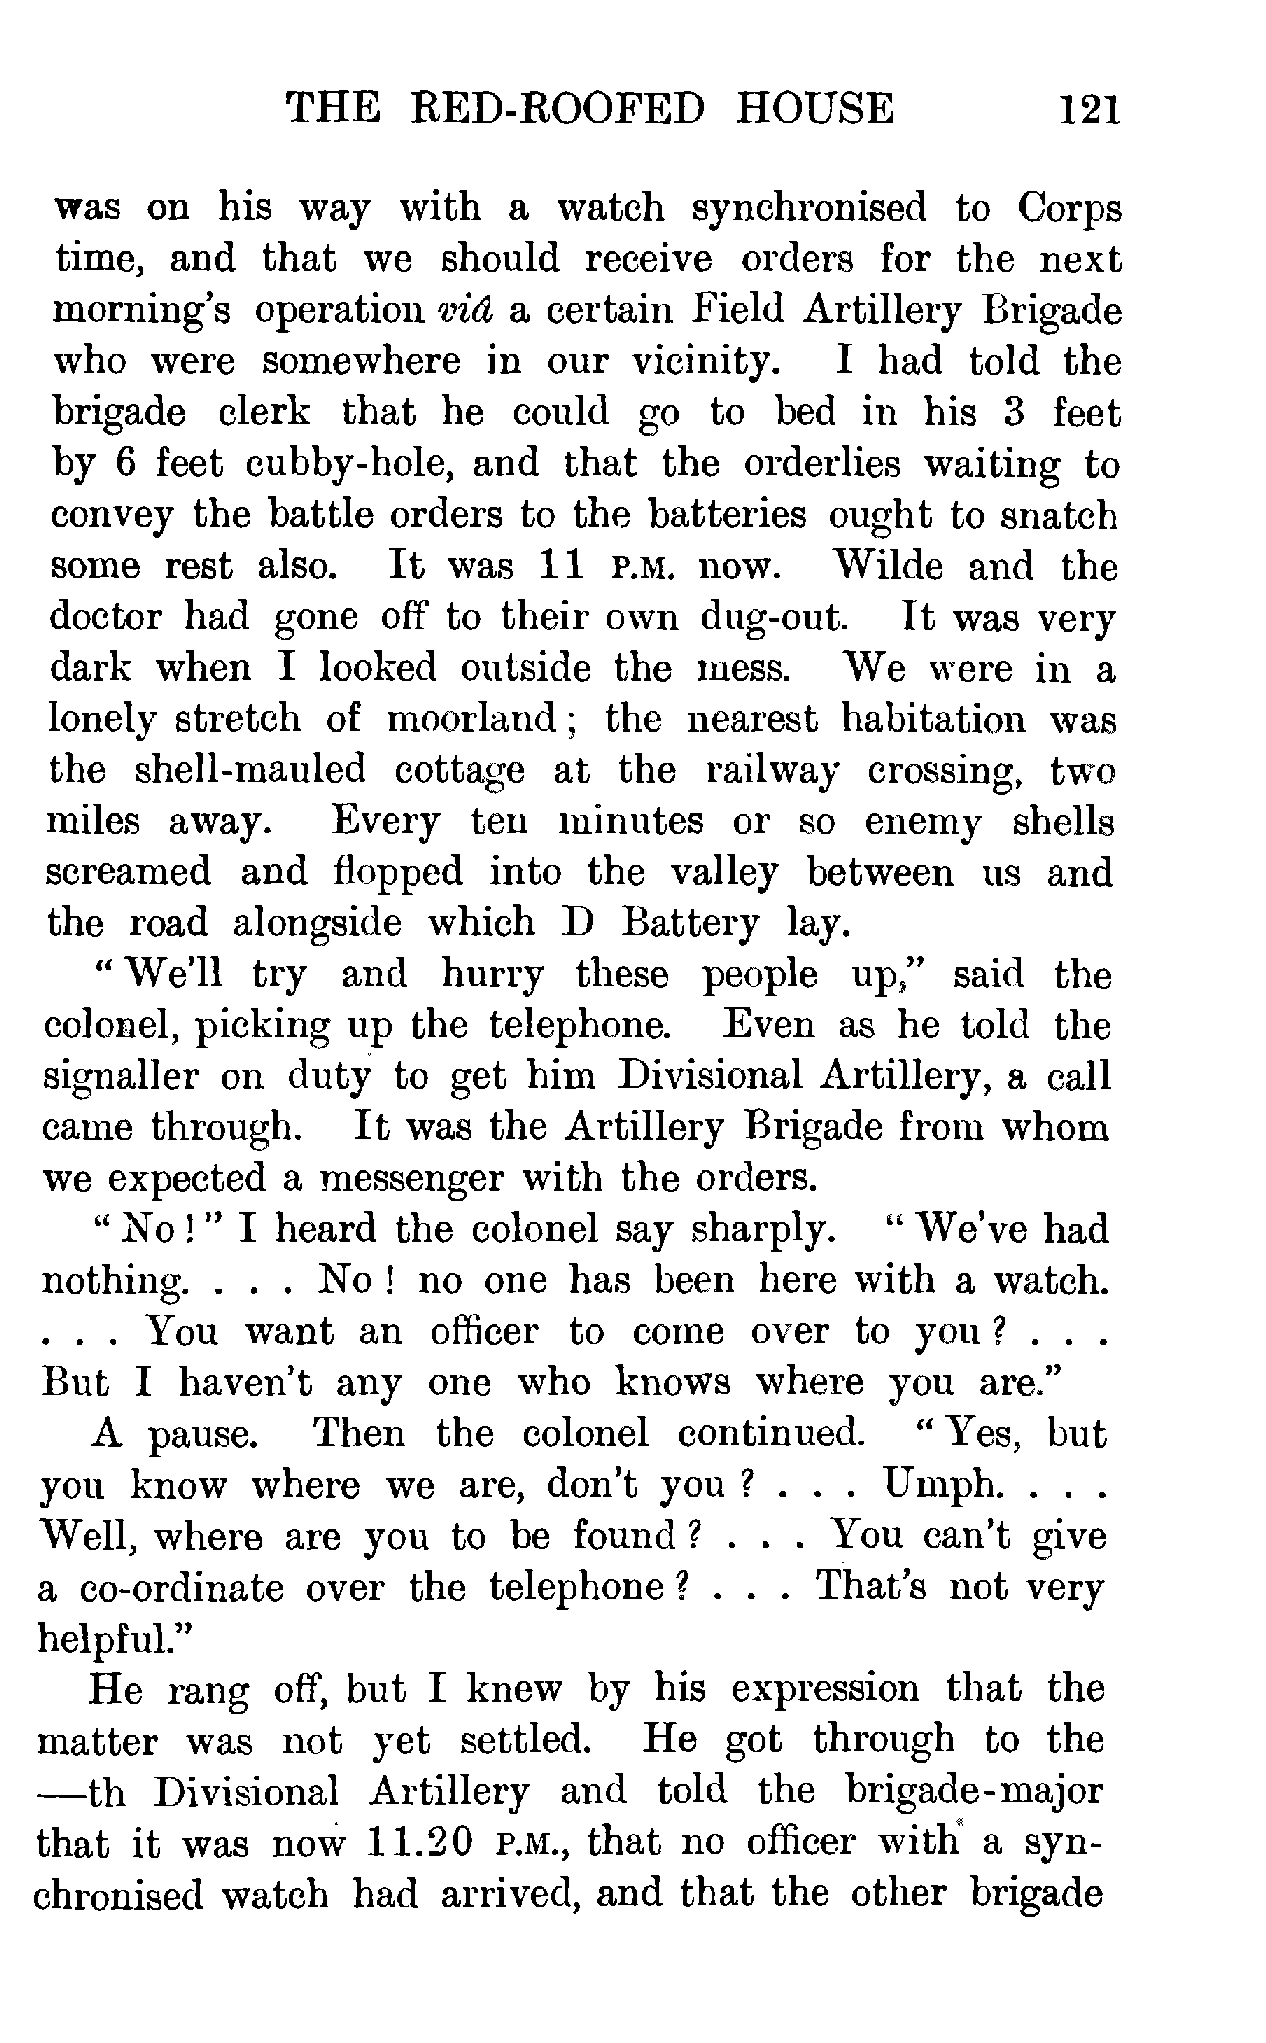 THE RED-ROOFED HOUSE 121
was on his way with a watch synchronised to Corps
time, and that we should receive orders for the next
morning's operation viâ a certain Field Artillery Brigade
who were somewhere in our vicinity. I had told the
brigade clerk that he could go to bed in his 3 feet
by 6 feet cubby-hole, and that the orderlies waiting to
convey the battle orders to the batteries ought to snatch
some rest also. It was 11 P.M. now. Wilde and the
doctor had gone off to their own dug-out. It was very
dark when I looked outside the mess. We were in a
lonely stretch of moorland; the nearest habitation was
the shell-mauled cottage at the railway crossing, two
miles away. Every ten minutes or so enemy shells
screamed and flopped into the valley between us and
the road alongside which D Battery lay.
"We'll try and hurry these people up," said the
colonel, picking up the telephone. Even as he told the
signaller on duty to get him Divisional Artillery, a call
came through. It was the Artillery Brigade from whom
we expected a messenger with the orders.
"No!" I heard the colonel say sharply. "We've had
nothing. . . . No! no one has been here with a watch.
. . . You want an officer to come over to you? . . .
But I haven't any one who knows where you are."
A pause. Then the colonel continued. "Yes, but
you know where we are, don't you? . . . Umph. . . .
Well, where are you to be found? . . . You can't give
a co-ordinate over the telephone? . . . That's not very
helpful."
He rang off, but I knew by his expression that the
matter was not yet settled. He got through to the
—th Divisional Artillery and told the brigade-major
that it was now 11.20 P.M., that no officer with a syn-
chronised watch had arrived, and that the other brigade